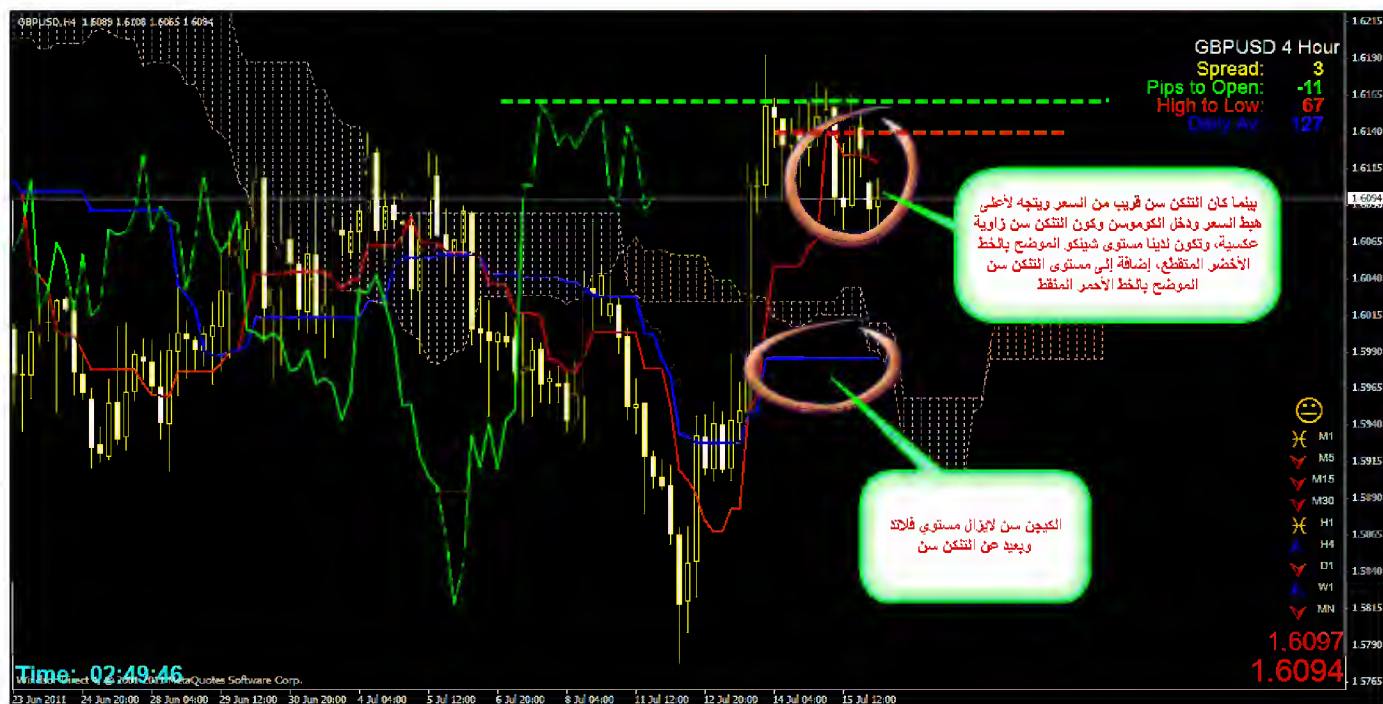 GBPUSD,H4 1.6089 1.6108 1.6065 1.6094
GBPUSD 4 Hour
Spread: 3
Pips to Open: -11
High to Low: 67
Daily Av: 127
بينما كان التنكن سن قريب من السعر ويتجه لأعلى
هبط السعر ودخل الكوموسن وكون التنكن سن زاوية
عكسية، وتكون لدينا مستوى شينكو الموضح بالخط
الأخضر المتقطع، إضافة إلى مستوى التنكن سن
الموضح بالخط الأحمر المنقط
الكيجن سن لايزال مستوي فلاتد
وبعيد عن التنكن سن
1.6215
1.6190
1.6165
1.6140
1.6115
1.6094
1.6090
1.6065
1.6040
1.6015
1.5990
1.5965
1.5940
1.5915
1.5890
1.5865
1.5840
1.5815
1.5790
1.5765
M1
M5
M15
M30
H1
H4
D1
W1
MN
1.6097
1.6094
Time: 02:49:46
MetaQuotes Software Corp.
23 Jun 2011 24 Jun 20:00 28 Jun 04:00 29 Jun 12:00 30 Jun 20:00 4 Jul 04:00 5 Jul 12:00 6 Jul 20:00 8 Jul 04:00 11 Jul 12:00 12 Jul 20:00 14 Jul 04:00 15 Jul 12:00